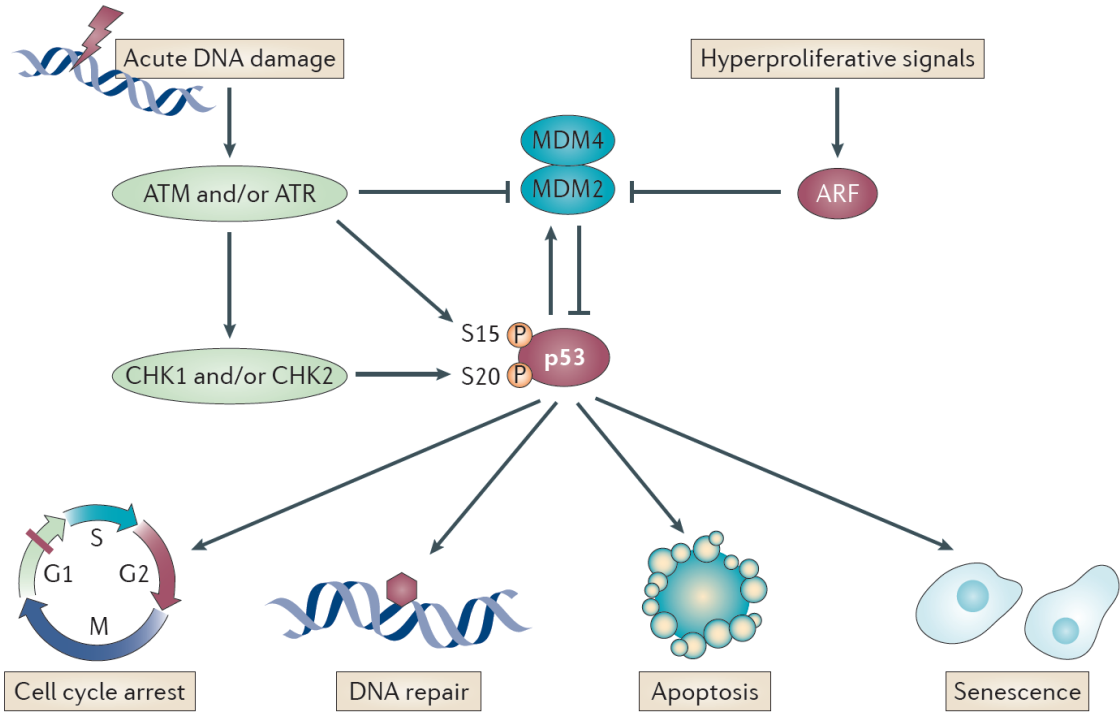 Acute DNA damage
Hyperproliferative signals
MDM4
ATM and/or ATR
MDM2
ARF
S15 P
p53
CHK1 and/or CHK2
S20 P
S
G1
G2
M
Cell cycle arrest
DNA repair
Apoptosis
Senescence